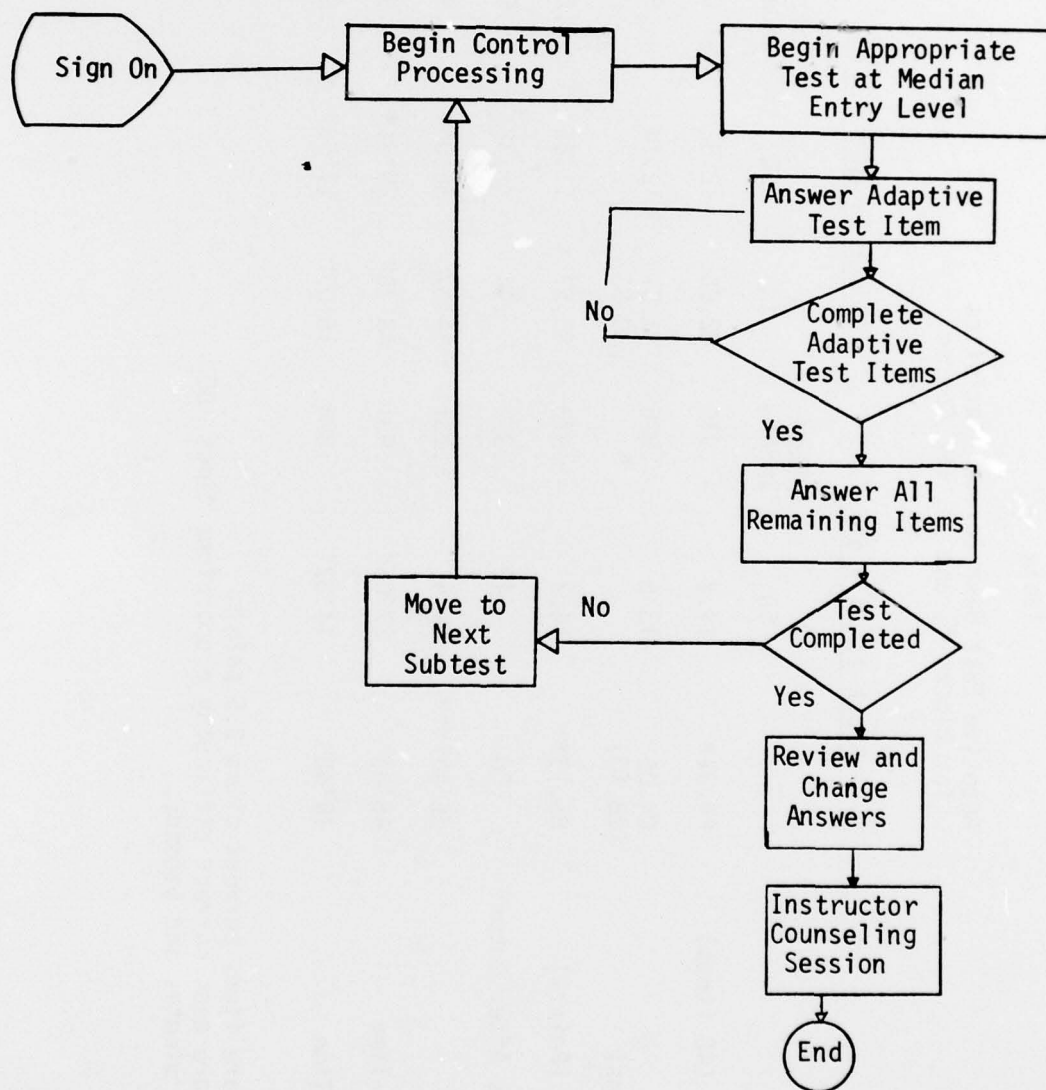 Sign On
Begin Control
Processing
Begin Appropriate
Test at Median
Entry Level
Answer Adaptive
Test Item
No
Complete
Adaptive
Test Items
Yes
Answer All
Remaining Items
Move to
Next
Subtest
No
Test
Completed
Yes
Review and
Change
Answers
Instructor
Counseling
Session
End